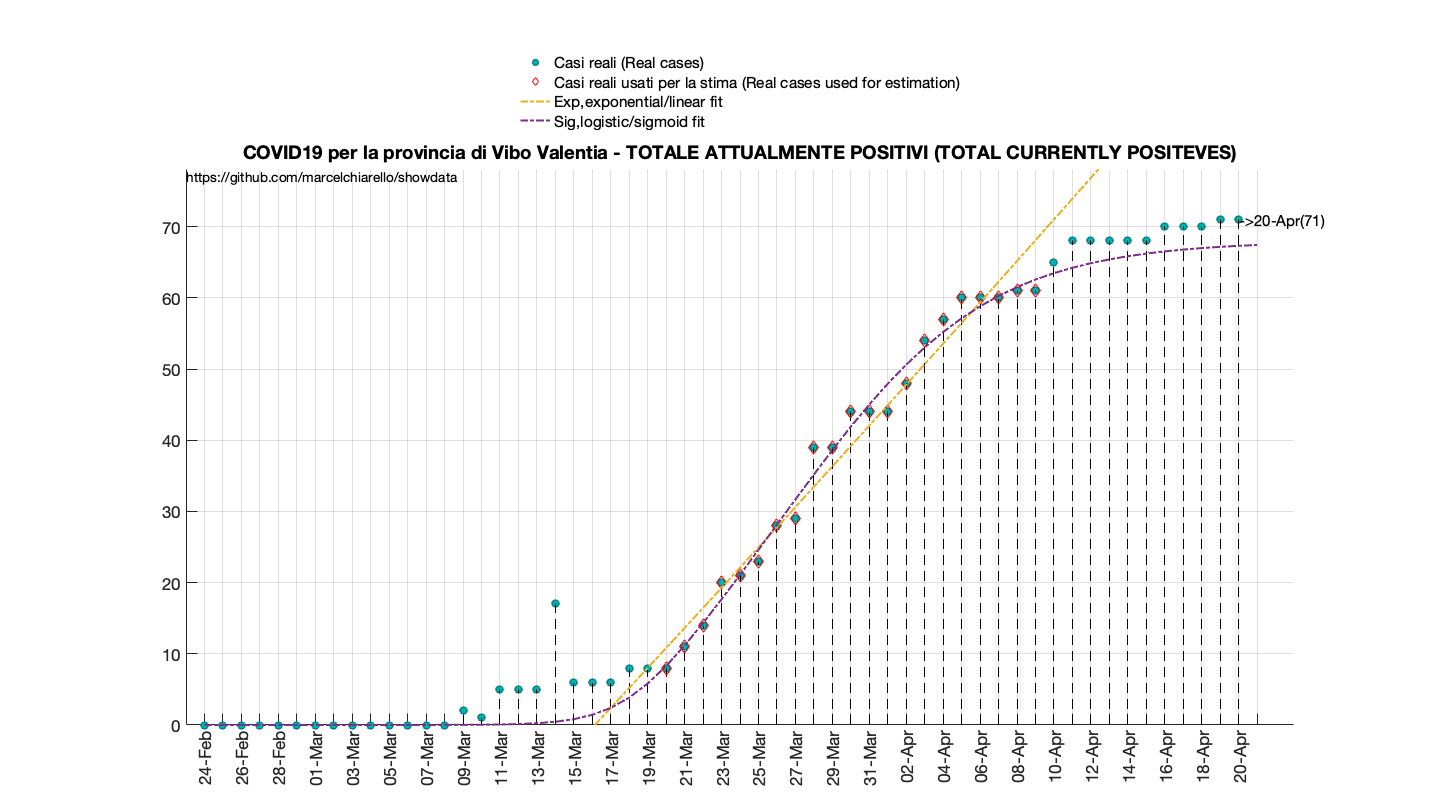 Casi reali (Real cases)
Casi reali usati per la stima (Real cases used for estimation)
Exp,exponential/linear fit
Sig,logistic/sigmoid fit
COVID19 per la provincia di Vibo Valentia - TOTALE ATTUALMENTE POSITIVI (TOTAL CURRENTLY POSITEVES)
https://github.com/marcelchiarello/showdata
70
60
50
40
30
20
10
0
->20-Apr(71)
24-Feb
26-Feb
28-Feb
01-Mar
03-Mar
05-Mar
07-Mar
09-Mar
11-Mar
13-Mar
15-Mar
17-Mar
19-Mar
21-Mar
23-Mar
25-Mar
27-Mar
29-Mar
31-Mar
02-Apr
04-Apr
06-Apr
08-Apr
10-Apr
12-Apr
14-Apr
16-Apr
18-Apr
20-Apr